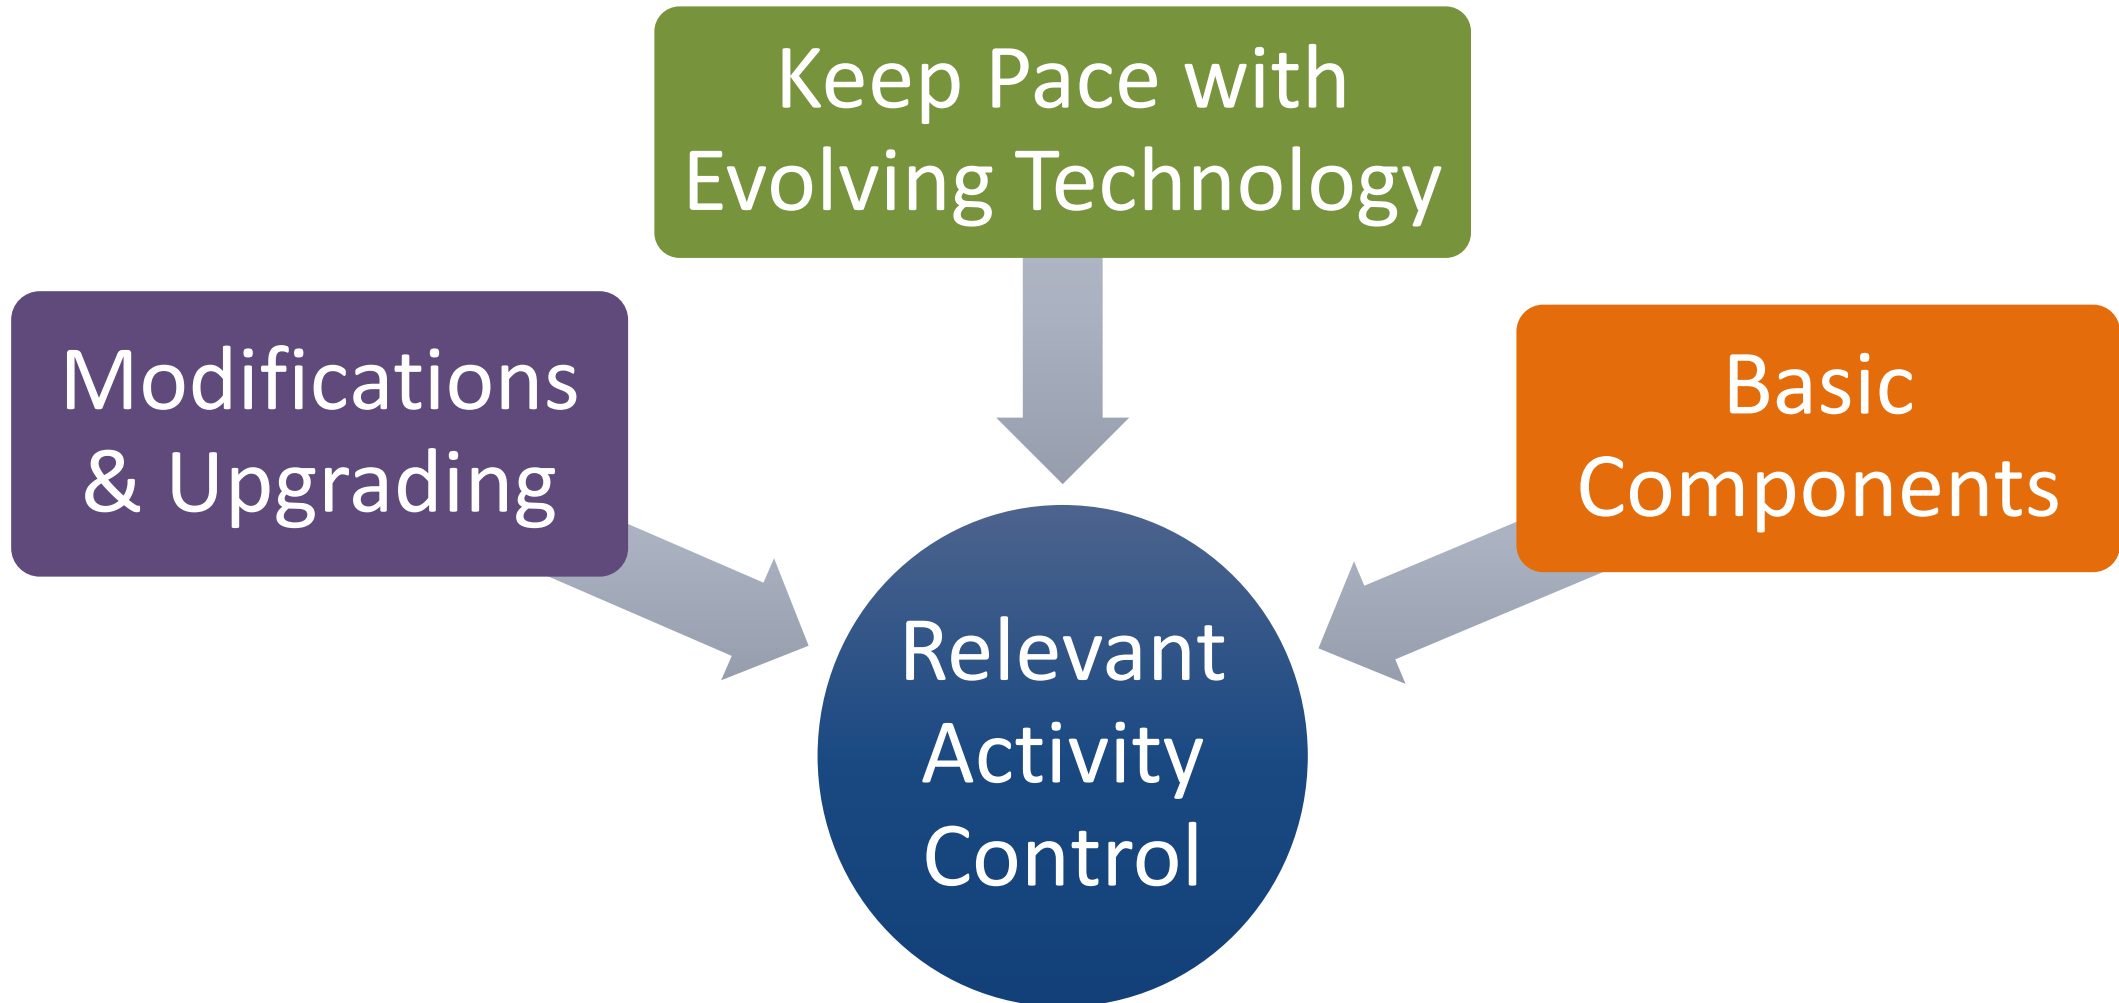 Keep Pace with
Evolving Technology
Modifications
& Upgrading
Basic
Components
Relevant
Activity
Control